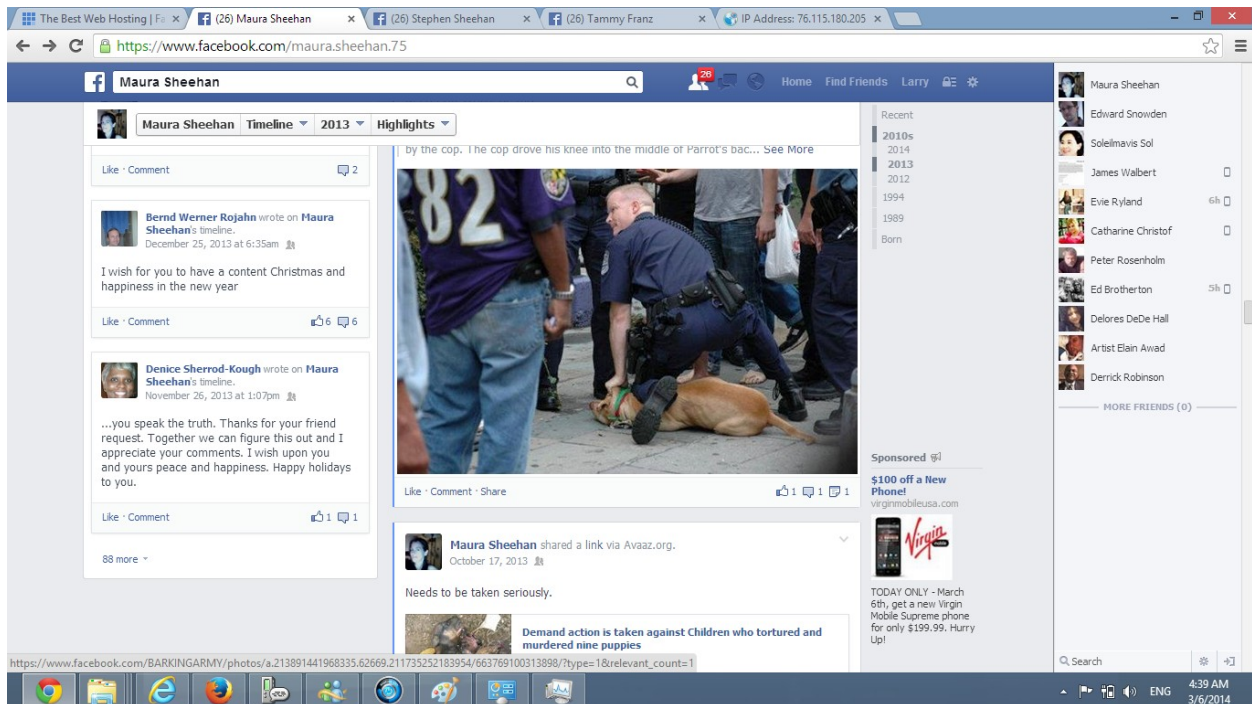 The Best Web Hosting | Fa
(26) Maura Sheehan
(26) Stephen Sheehan
(26) Tammy Franz
IP Address: 76.115.180.205
https://www.facebook.com/maura.sheehan.75
Maura Sheehan
28
Home
Find Friends
Larry
Maura Sheehan
Timeline
2013
Highlights
Like · Comment
2
Bernd Werner Rojahn wrote on Maura
Sheehan's timeline.
December 25, 2013 at 6:35am
I wish for you to have a content Christmas and
happiness in the new year
Like · Comment
6
6
Denice Sherrod-Kough wrote on Maura
Sheehan's timeline.
November 26, 2013 at 1:07pm
...you speak the truth. Thanks for your friend
request. Together we can figure this out and I
appreciate your comments. I wish upon you
and yours peace and happiness. Happy holidays
to you.
Like · Comment
1
1
88 more
by the cop. The cop drove his knee into the middle of Parrot's bac... See More
82
Like · Comment · Share
1
1
1
Maura Sheehan shared a link via Avaaz.org.
October 17, 2013
Needs to be taken seriously.
Demand action is taken against Children who tortured and
murdered nine puppies
Recent
2010s
2014
2013
2012
1994
1989
Born
Sponsored
$100 off a New
Phone!
virginmobileusa.com
Virgin
TODAY ONLY - March
6th, get a new Virgin
Mobile Supreme phone
for only $199.99. Hurry
Up!
Maura Sheehan
Edward Snowden
Soleilmavis Sol
James Walbert
Evie Ryland
6h
Catharine Christof
Peter Rosenholm
Ed Brotherton
5h
Delores DeDe Hall
Artist Elain Awad
Derrick Robinson
MORE FRIENDS (0)
Search
https://www.facebook.com/BARKINGARMY/photos/a.213891441968335.62669.211735252183954/663769100313898/?type=1&relevant_count=1
ENG
4:39 AM
3/6/2014